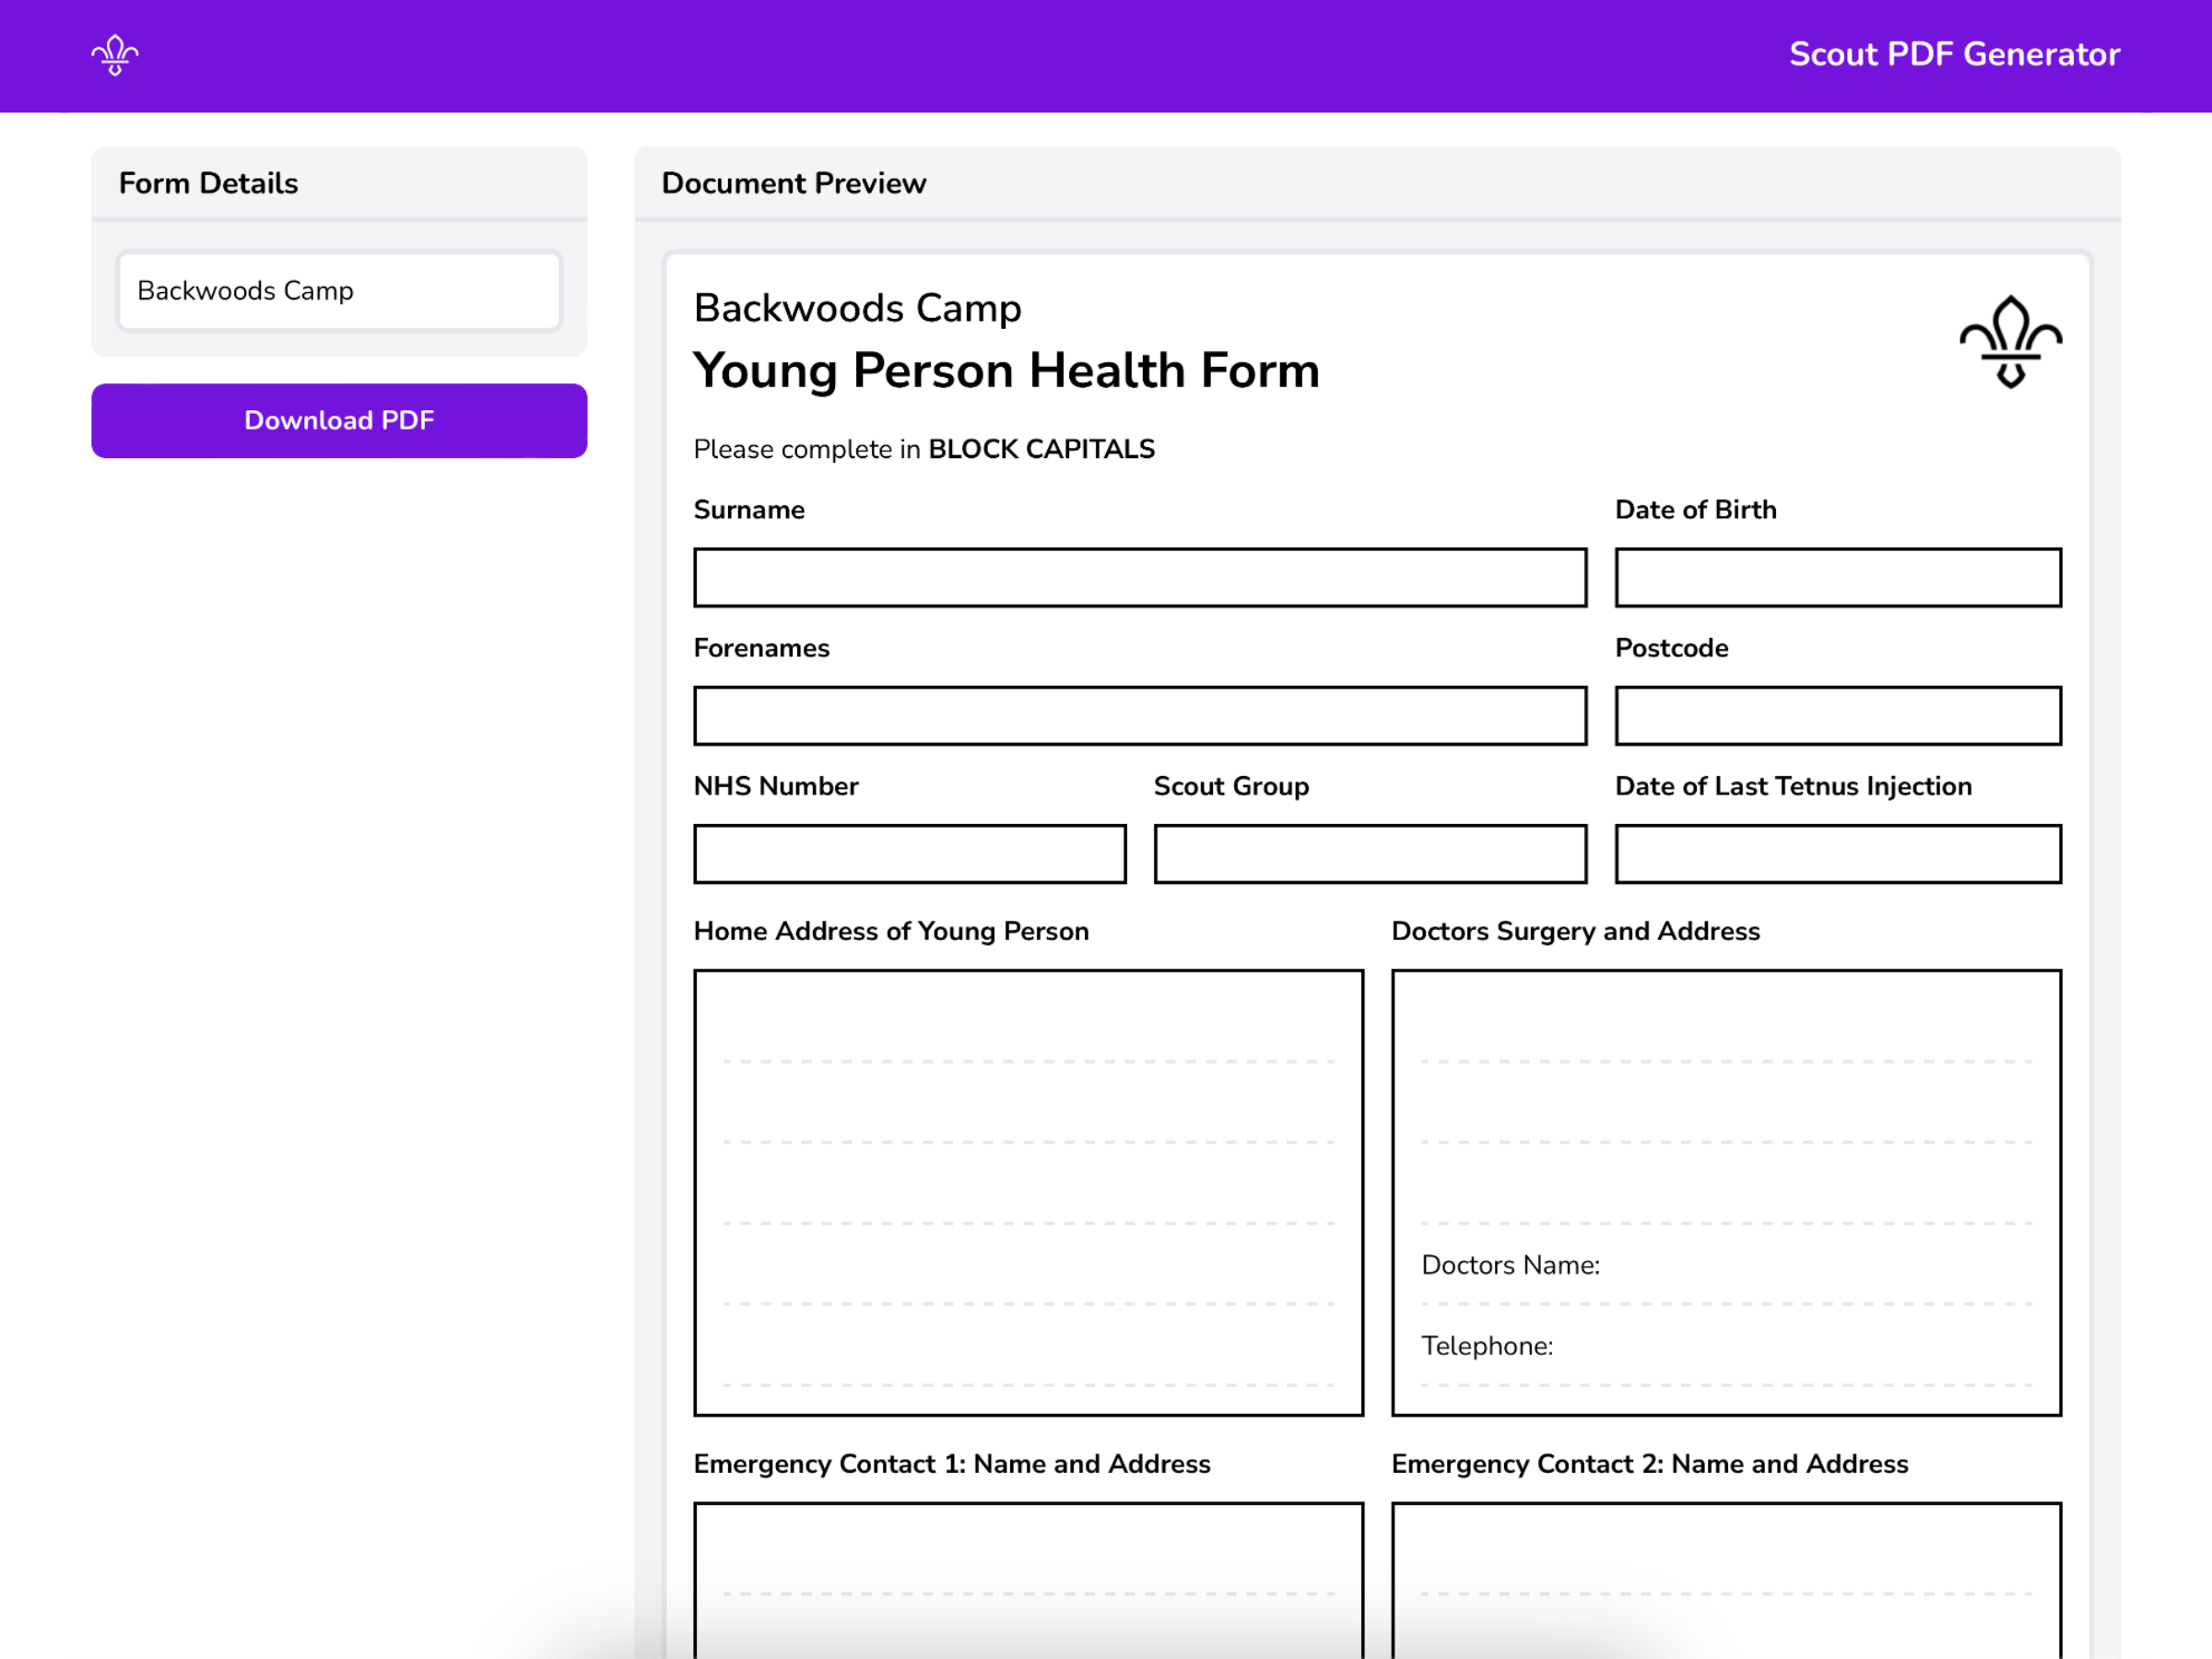 Scout PDF Generator
Form Details
Backwoods Camp
Download PDF
Document Preview
Backwoods Camp
Young Person Health Form
Please complete in BLOCK CAPITALS
Surname
Date of Birth
Forenames
Postcode
NHS Number
Scout Group
Date of Last Tetnus Injection
Home Address of Young Person
Doctors Surgery and Address
Doctors Name:
Telephone:
Emergency Contact 1: Name and Address
Emergency Contact 2: Name and Address